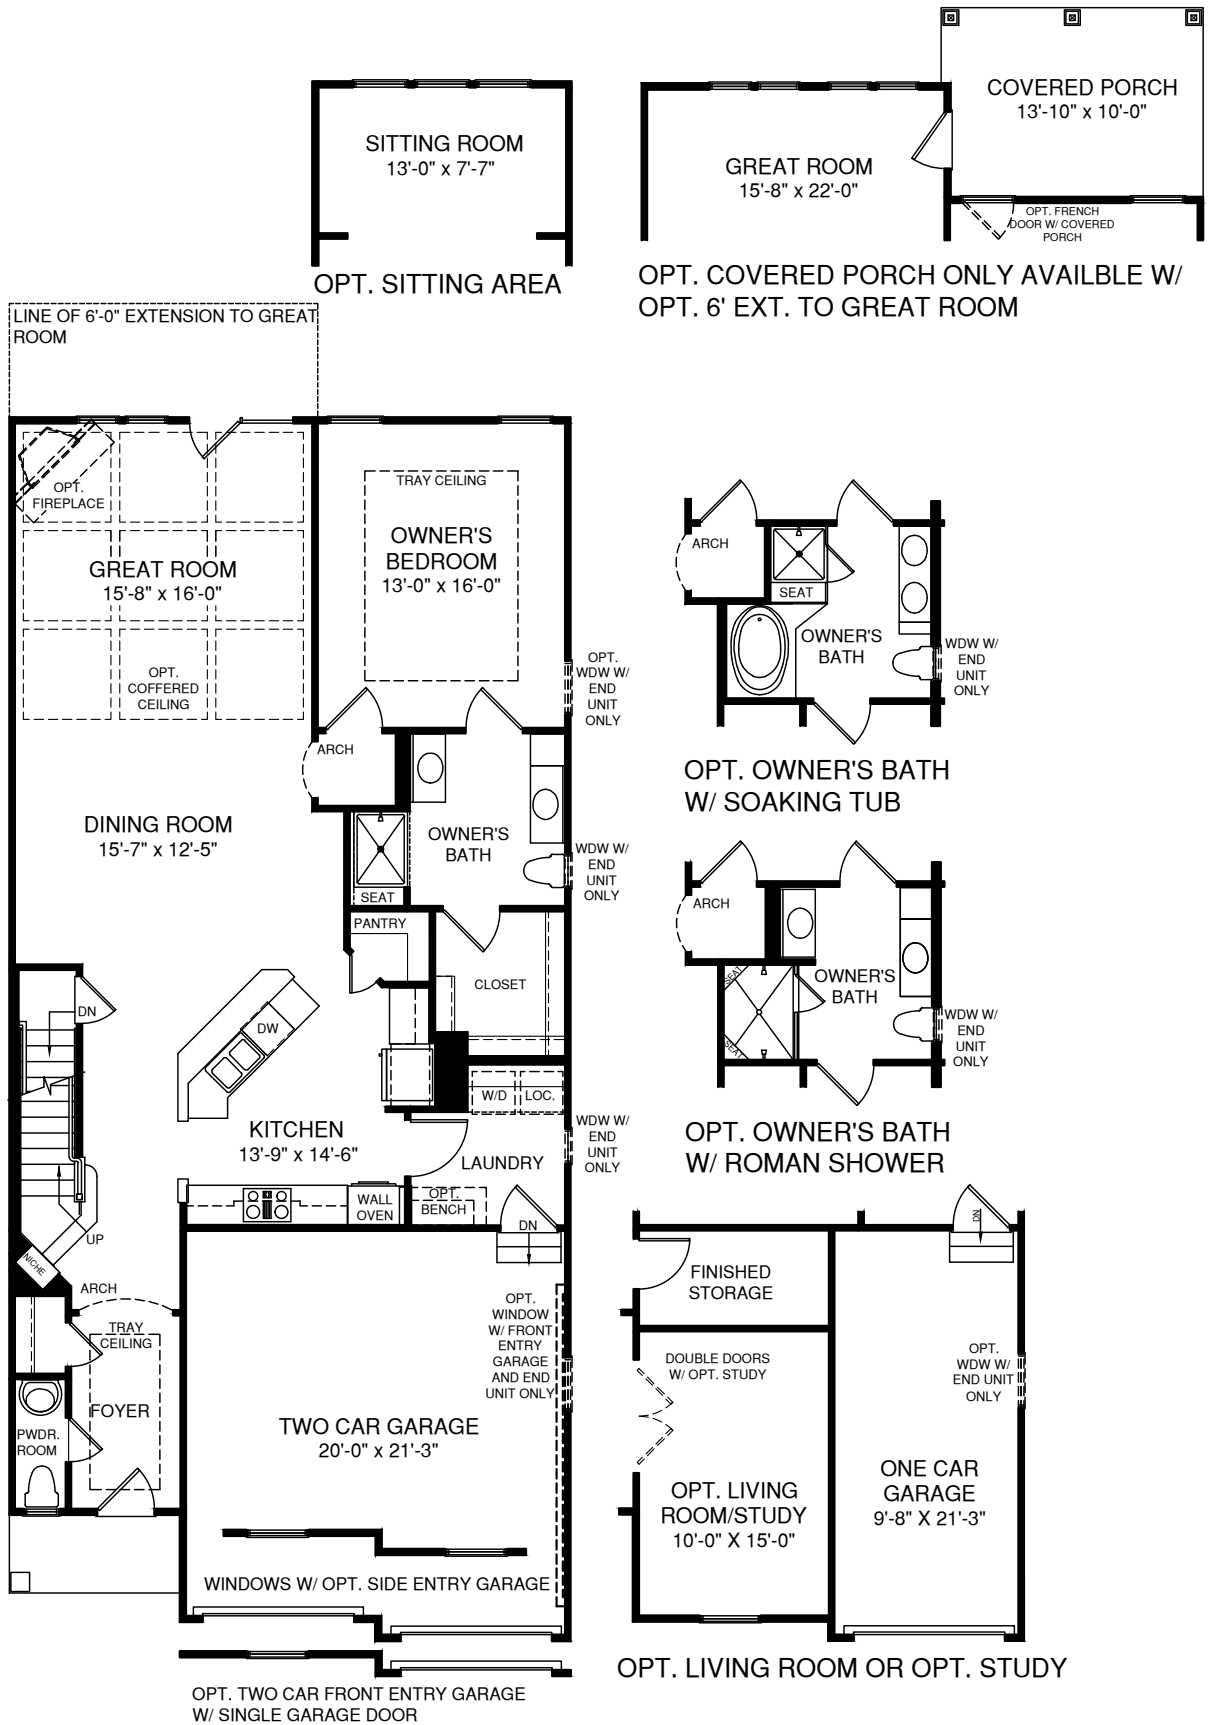 COVERED PORCH
13'-10" x 10'-0"
SITTING ROOM
13'-0" x 7'-7"
GREAT ROOM
15'-8" x 22'-0"
OPT. FRENCH
DOOR W/ COVERED
PORCH
OPT. SITTING AREA
OPT. COVERED PORCH ONLY AVAILBLE W/
OPT. 6' EXT. TO GREAT ROOM
LINE OF 6'-0" EXTENSION TO GREAT
ROOM
OPT.
FIREPLACE
GREAT ROOM
15'-8" x 16'-0"
OPT.
COFFERED
CEILING
TRAY CEILING
OWNER'S
BEDROOM
13'-0" x 16'-0"
OPT.
WDW W/
END
UNIT
ONLY
ARCH
DINING ROOM
15'-7" x 12'-5"
OWNER'S
BATH
WDW W/
END
UNIT
ONLY
SEAT
PANTRY
CLOSET
DN
DW
W/D
LOC.
KITCHEN
13'-9" x 14'-6"
LAUNDRY
WDW W/
END
UNIT
ONLY
WALL
OVEN
OPT.
BENCH
DN
UP
NICHE
ARCH
TRAY
CEILING
FOYER
PWDR.
ROOM
OPT.
WINDOW
W/ FRONT
ENTRY
GARAGE
AND END
UNIT ONLY
TWO CAR GARAGE
20'-0" x 21'-3"
WINDOWS W/ OPT. SIDE ENTRY GARAGE
OPT. TWO CAR FRONT ENTRY GARAGE
W/ SINGLE GARAGE DOOR
ARCH
SEAT
OWNER'S
BATH
WDW W/
END
UNIT
ONLY
OPT. OWNER'S BATH
W/ SOAKING TUB
ARCH
SEAT
SEAT
OWNER'S
BATH
WDW W/
END
UNIT
ONLY
OPT. OWNER'S BATH
W/ ROMAN SHOWER
DN
FINISHED
STORAGE
DOUBLE DOORS
W/ OPT. STUDY
OPT.
WDW W/
END UNIT
ONLY
OPT. LIVING
ROOM/STUDY
10'-0" X 15'-0"
ONE CAR
GARAGE
9'-8" X 21'-3"
OPT. LIVING ROOM OR OPT. STUDY